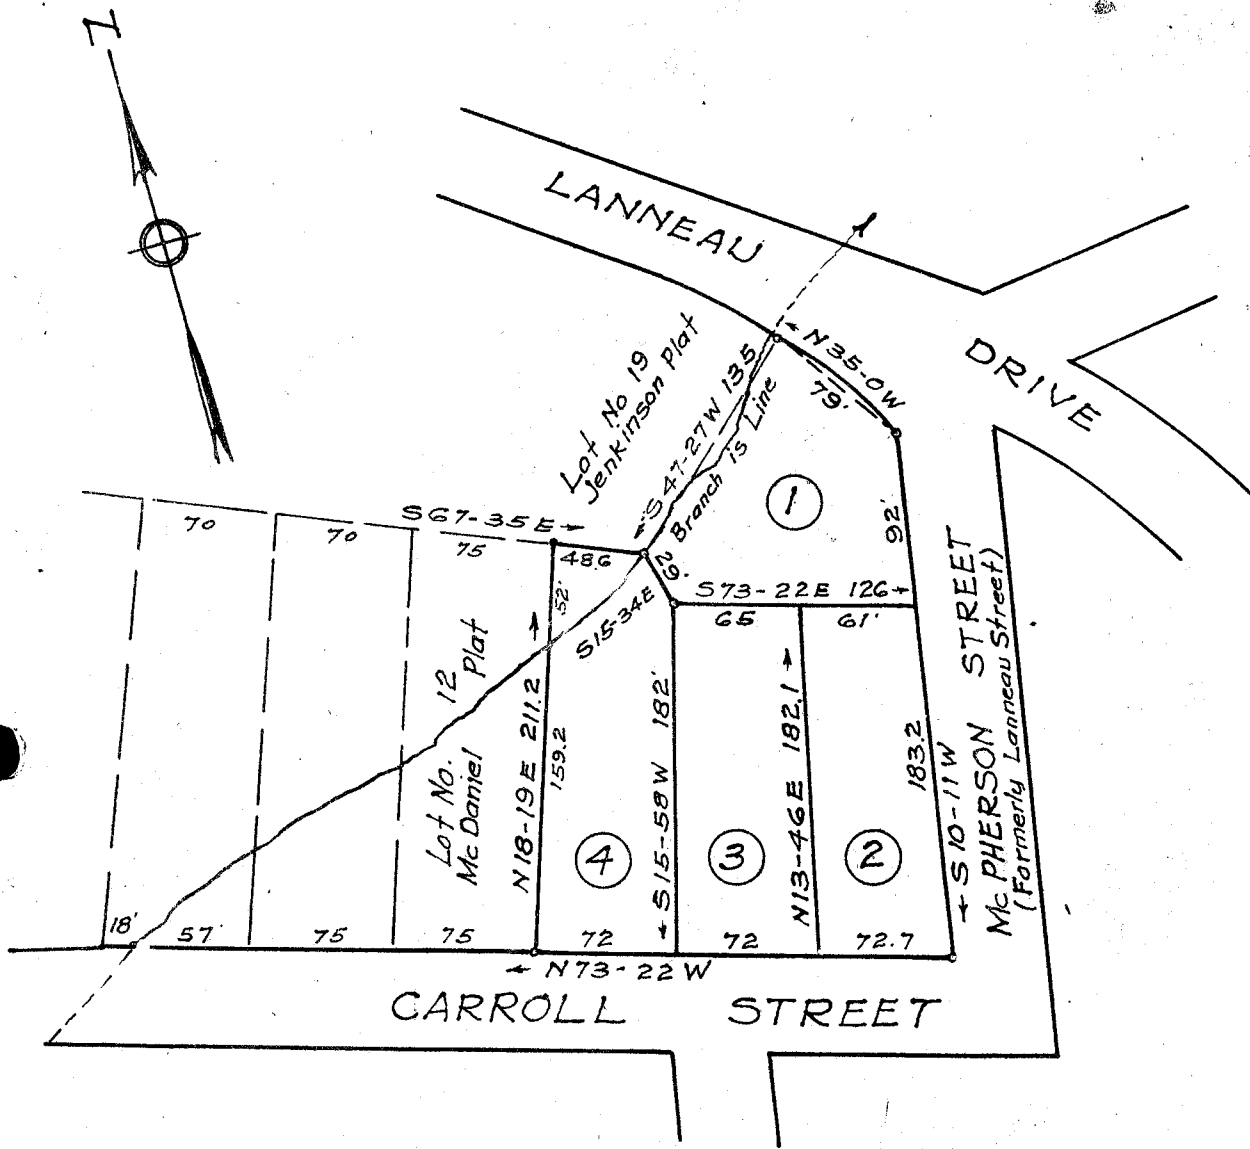 N
LANNEAU
DRIVE
N35-0W
79'
Lot No 19
Jenkinson Plat
S47-27W 135
Branch is Line
1
92'
S67-35E
70
70
75
48.6
29'
S15-34E
S73-22E 126
65
61'
52'
Lot No. 12
McDaniel Plat
N18-19E 211.2
159.2
4
S15-58W 182'
3
N13-46E 182.1
2
183.2
S10-11W
McPHERSON STREET
(Formerly Lanneau Street)
18'
57'
75
75
72
72
72.7
N73-22W
CARROLL STREET